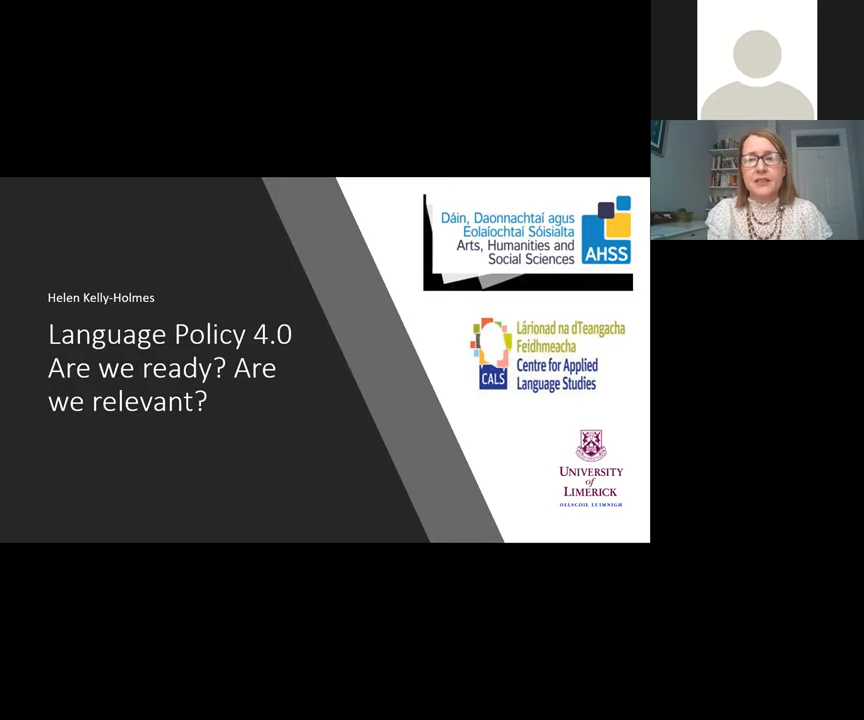 Helen Kelly-Holmes
Language Policy 4.0
Are we ready? Are
we relevant?
Dáin, Daonnachtaí agus
Eolaíochtaí Sóisialta
Arts, Humanities and
Social Sciences
AHSS
Lárionad na dTeangacha
Feidhmeacha
Centre for Applied
Language Studies
CALS
UNIVERSITY
of
LIMERICK
OLLSCOIL LUIMNIGH